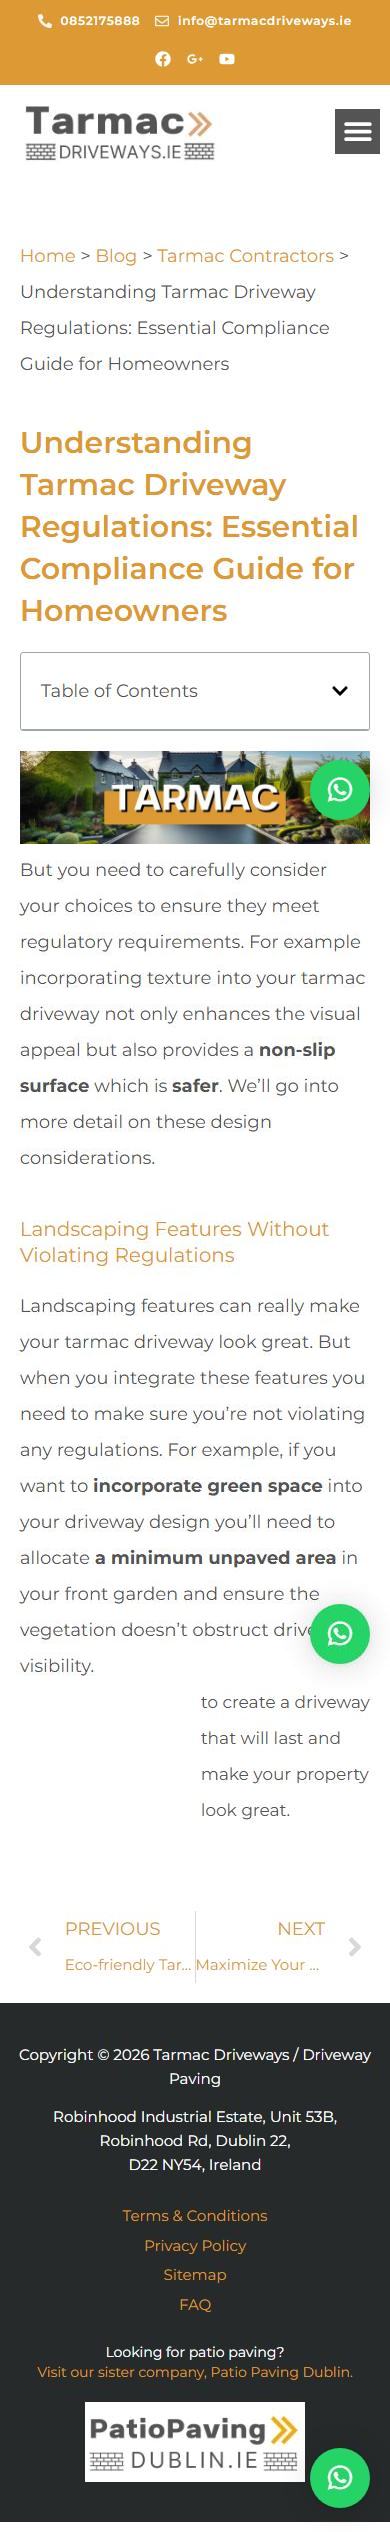 0852175888 info@tarmacdriveways.ie
Tarmac
DRIVEWAYS.IE
Home > Blog > Tarmac Contractors >
Understanding Tarmac Driveway
Regulations: Essential Compliance
Guide for Homeowners
Understanding
Tarmac Driveway
Regulations: Essential
Compliance Guide for
Homeowners
Table of Contents
TARMAC
But you need to carefully consider
your choices to ensure they meet
regulatory requirements. For example
incorporating texture into your tarmac
driveway not only enhances the visual
appeal but also provides a non-slip
surface which is safer. We’ll go into
more detail on these design
considerations.
Landscaping Features Without
Violating Regulations
Landscaping features can really make
your tarmac driveway look great. But
when you integrate these features you
need to make sure you’re not violating
any regulations. For example, if you
want to incorporate green space into
your driveway design you’ll need to
allocate a minimum unpaved area in
your front garden and ensure the
vegetation doesn’t obstruct
visibility.
to create a driveway
that will last and
make your property
look great.
PREVIOUS
Eco-friendly Tar...
NEXT
Maximize Your ...
Copyright © 2026 Tarmac Driveways / Driveway
Paving
Robinhood Industrial Estate, Unit 53B,
Robinhood Rd, Dublin 22,
D22 NY54, Ireland
Terms & Conditions
Privacy Policy
Sitemap
FAQ
Looking for patio paving?
Visit our sister company, Patio Paving Dublin.
PatioPaving
DUBLIN.IE